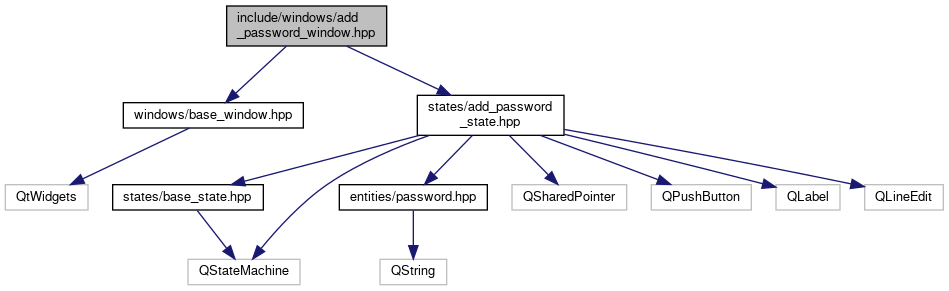 include/windows/add
_password_window.hpp
windows/base_window.hpp
states/add_password
_state.hpp
QtWidgets
states/base_state.hpp
entities/password.hpp
QSharedPointer
QPushButton
QLabel
QLineEdit
QStateMachine
QString